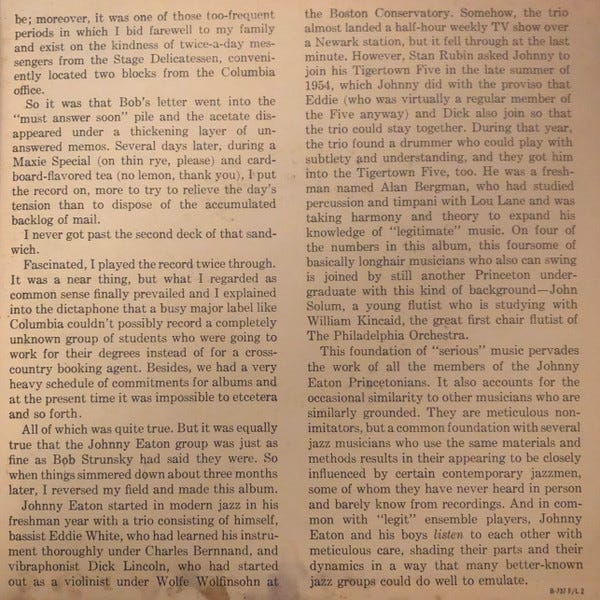 be; moreover, it was one of those too-frequent
periods in which I bid farewell to my family
and exist on the kindness of twice-a-day mes-
sengers from the Stage Delicatessen, conveni-
ently located two blocks from the Columbia
office.
So it was that Bob's letter went into the
"must answer soon" pile and the acetate dis-
appeared under a thickening layer of un-
answered memos. Several days later, during a
Maxie Special (on thin rye, please) and card-
board-flavored tea (no lemon, thank you), I put
the record on, more to try to relieve the day's
tension than to dispose of the accumulated
backlog of mail.
I never got past the second deck of that sand-
wich.
Fascinated, I played the record twice through.
It was a near thing, but what I regarded as
common sense finally prevailed and I explained
into the dictaphone that a busy major label like
Columbia couldn't possibly record a completely
unknown group of students who were going to
work for their degrees instead of for a cross-
country booking agent. Besides, we had a very
heavy schedule of commitments for albums and
at the present time it was impossible to etcetera
and so forth.
All of which was quite true. But it was equally
true that the Johnny Eaton group was just as
fine as Bob Strunsky had said they were. So
when things simmered down about three months
later, I reversed my field and made this album.
Johnny Eaton started in modern jazz in his
freshman year with a trio consisting of himself,
bassist Eddie White, who had learned his instru-
ment thoroughly under Charles Bernnand, and
vibraphonist Dick Lincoln, who had started
out as a violinist under Wolfe Wolfinsohn at
the Boston Conservatory. Somehow, the trio
almost landed a half-hour weekly TV show over
a Newark station, but it fell through at the last
minute. However, Stan Rubin asked Johnny to
join his Tigertown Five in the late summer of
1954, which Johnny did with the proviso that
Eddie (who was virtually a regular member of
the Five anyway) and Dick also join so that
the trio could stay together. During that year,
the trio found a drummer who could play with
subtlety and understanding, and they got him
into the Tigertown Five, too. He was a fresh-
man named Alan Bergman, who had studied
percussion and timpani with Lou Lane and was
taking harmony and theory to expand his
knowledge of "legitimate" music. On four of
the numbers in this album, this foursome of
basically longhair musicians who also can swing
is joined by still another Princeton under-
graduate with this kind of background—John
Solum, a young flutist who is studying with
William Kincaid, the great first chair flutist of
The Philadelphia Orchestra.
This foundation of "serious" music pervades
the work of all the members of the Johnny
Eaton Princetonians. It also accounts for the
occasional similarity to other musicians who are
similarly grounded. They are meticulous non-
imitators, but a common foundation with several
jazz musicians who use the same materials and
methods results in their appearing to be closely
influenced by certain contemporary jazzmen,
some of whom they have never heard in person
and barely know from recordings. And in com-
mon with "legit" ensemble players, Johnny
Eaton and his boys listen to each other with
meticulous care, shading their parts and their
dynamics in a way that many better-known
jazz groups could do well to emulate.
B-737 F/L 2